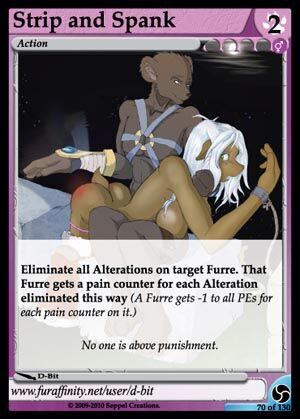 Strip and Spank
2
Action
Eliminate all Alterations on target Furre. That
Furre gets a pain counter for each Alteration
eliminated this way (A Furre gets -1 to all PEs for
each pain counter on it.)
No one is above punishment.
D-Bit
www.furaffinity.net/user/d-bit
© 2009-2010 Seppel Creations.
70 of 130